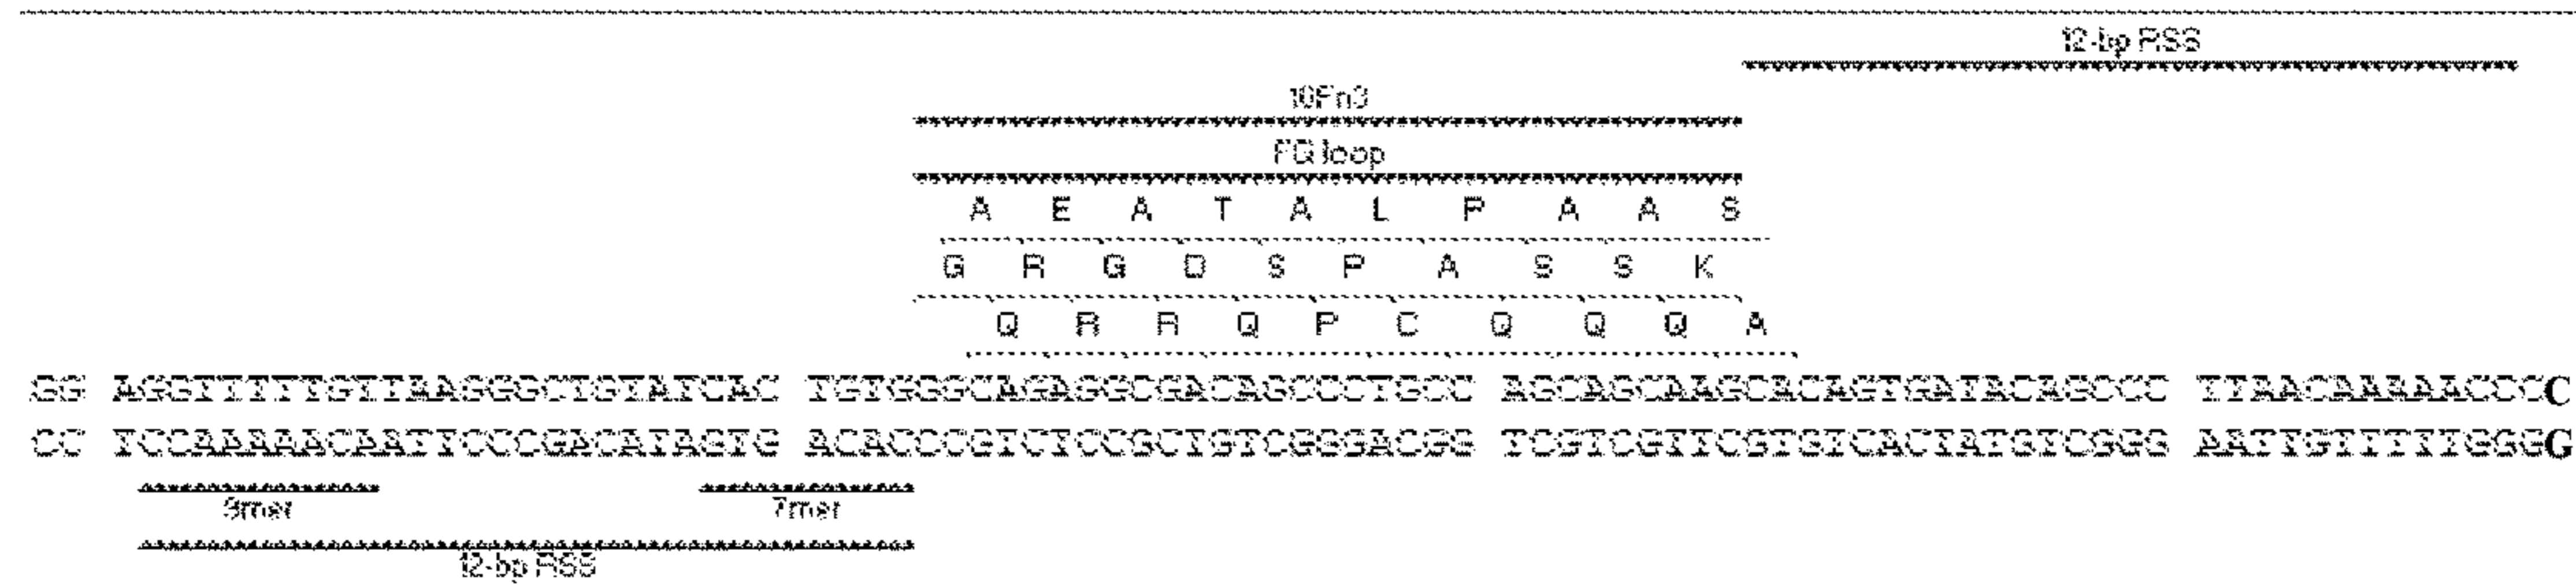 12-bp RSS
10Fn3
FG loop
A E A T A L P A A S
G R G D S P A S S K
Q R R Q P C Q Q Q A
GG AGGTTTTTGTTAAGGGCTGTATCAC TGTGGGCAGAGGCGACAGCCCTGCC AGCAGCAAGCACAGTGATACAGCCC TTAACAAAAACCCC
CC TCCAAAAACAATTCCCGACATAGTG ACACCCGTCTCCGCTGTCGGGACGG TCGTCGTTCGTGTCACTATGTCGGG AATTGTTTTTGGGG
9mer 7mer
12-bp RSS